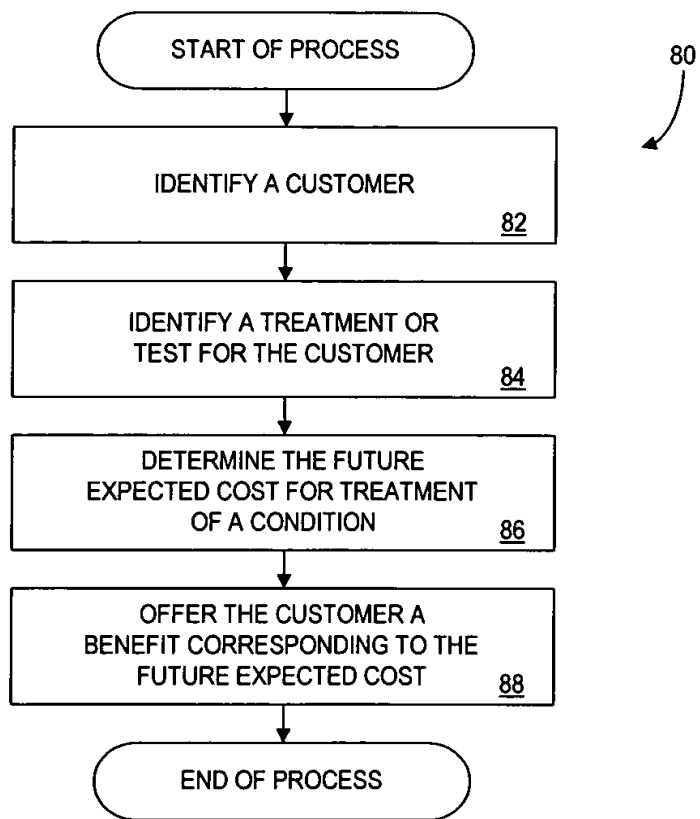 START OF PROCESS
80
IDENTIFY A CUSTOMER
82
IDENTIFY A TREATMENT OR
TEST FOR THE CUSTOMER
84
DETERMINE THE FUTURE
EXPECTED COST FOR TREATMENT
OF A CONDITION
86
OFFER THE CUSTOMER A
BENEFIT CORRESPONDING TO THE
FUTURE EXPECTED COST
88
END OF PROCESS